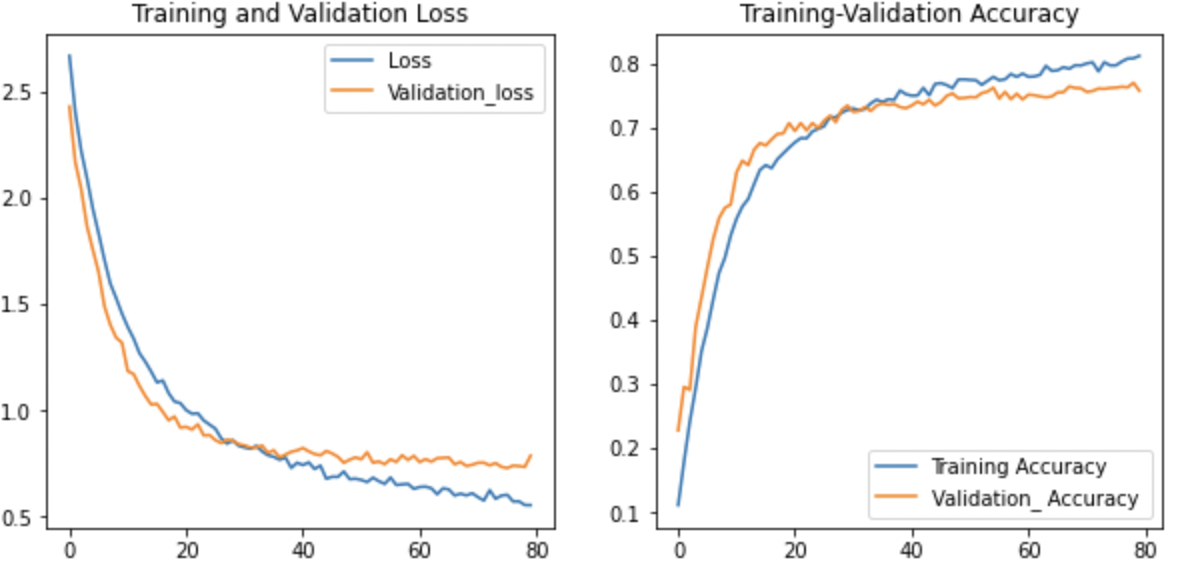 Training and Validation Loss
Loss
Validation_loss
2.5
2.0
1.5
1.0
0.5
0 20 40 60 80
Training-Validation Accuracy
0.8
0.7
0.6
0.5
0.4
0.3
0.2
0.1
Training Accuracy
Validation_ Accuracy
0 20 40 60 80